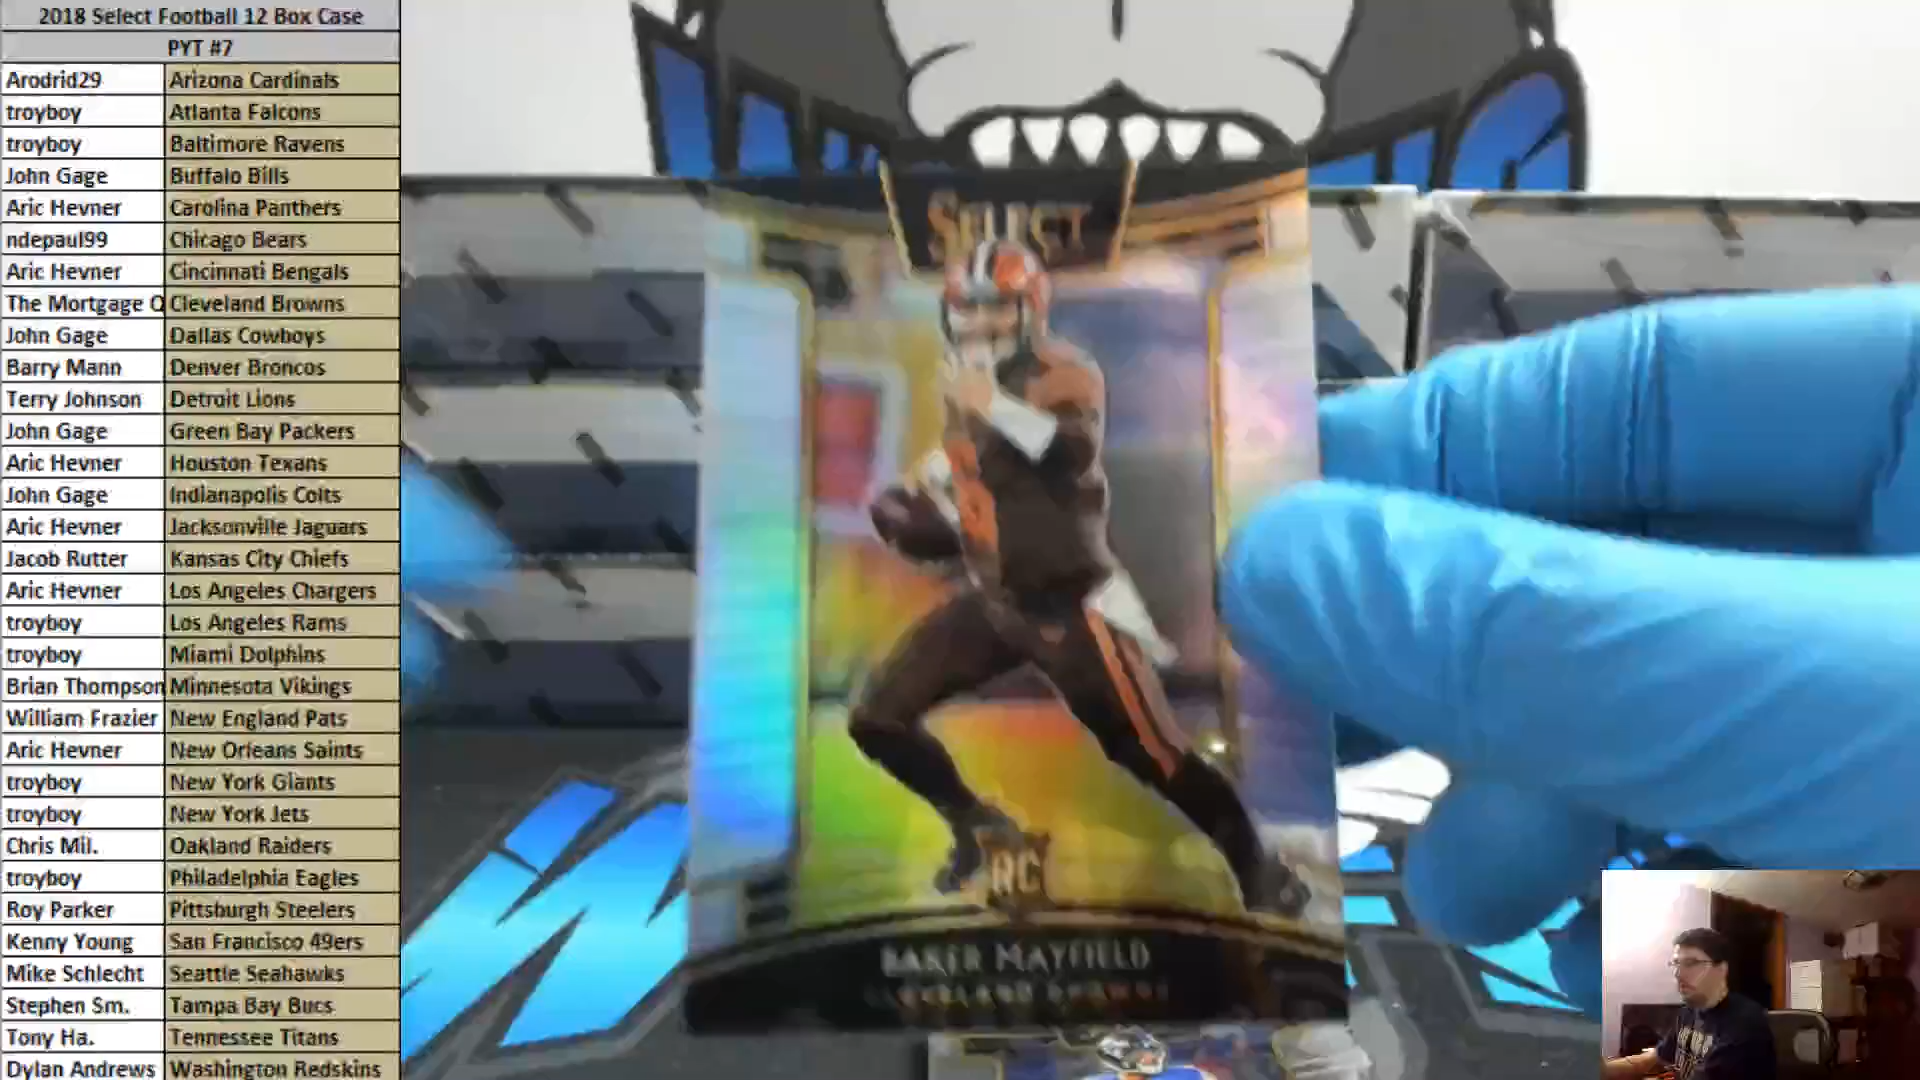 2018 Select Football 12 Box Case
PYT #7
Arodrid29 Arizona Cardinals
troyboy Atlanta Falcons
troyboy Baltimore Ravens
John Gage Buffalo Bills
Aric Hevner Carolina Panthers
ndepaul99 Chicago Bears
Aric Hevner Cincinnati Bengals
The Mortgage Q Cleveland Browns
John Gage Dallas Cowboys
Barry Mann Denver Broncos
Terry Johnson Detroit Lions
John Gage Green Bay Packers
Aric Hevner Houston Texans
John Gage Indianapolis Colts
Aric Hevner Jacksonville Jaguars
Jacob Rutter Kansas City Chiefs
Aric Hevner Los Angeles Chargers
troyboy Los Angeles Rams
troyboy Miami Dolphins
Brian Thompson Minnesota Vikings
William Frazier New England Pats
Aric Hevner New Orleans Saints
troyboy New York Giants
troyboy New York Jets
Chris Mil. Oakland Raiders
troyboy Philadelphia Eagles
Roy Parker Pittsburgh Steelers
Kenny Young San Francisco 49ers
Mike Schlecht Seattle Seahawks
Stephen Sm. Tampa Bay Bucs
Tony Ha. Tennessee Titans
Dylan Andrews Washington Redskins
SELECT
RC
BAKER MAYFIELD
CLEVELAND BROWNS